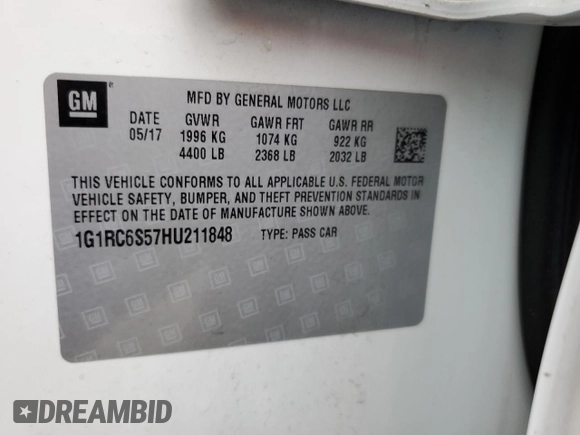 GM
MFD BY GENERAL MOTORS LLC
DATE GVWR GAWR FRT GAWR RR
05/17 1996 KG 1074 KG 922 KG
4400 LB 2368 LB 2032 LB
THIS VEHICLE CONFORMS TO ALL APPLICABLE U.S. FEDERAL MOTOR
VEHICLE SAFETY, BUMPER, AND THEFT PREVENTION STANDARDS IN
EFFECT ON THE DATE OF MANUFACTURE SHOWN ABOVE.
1G1RC6S57HU211848 TYPE: PASS CAR
DREAMBID